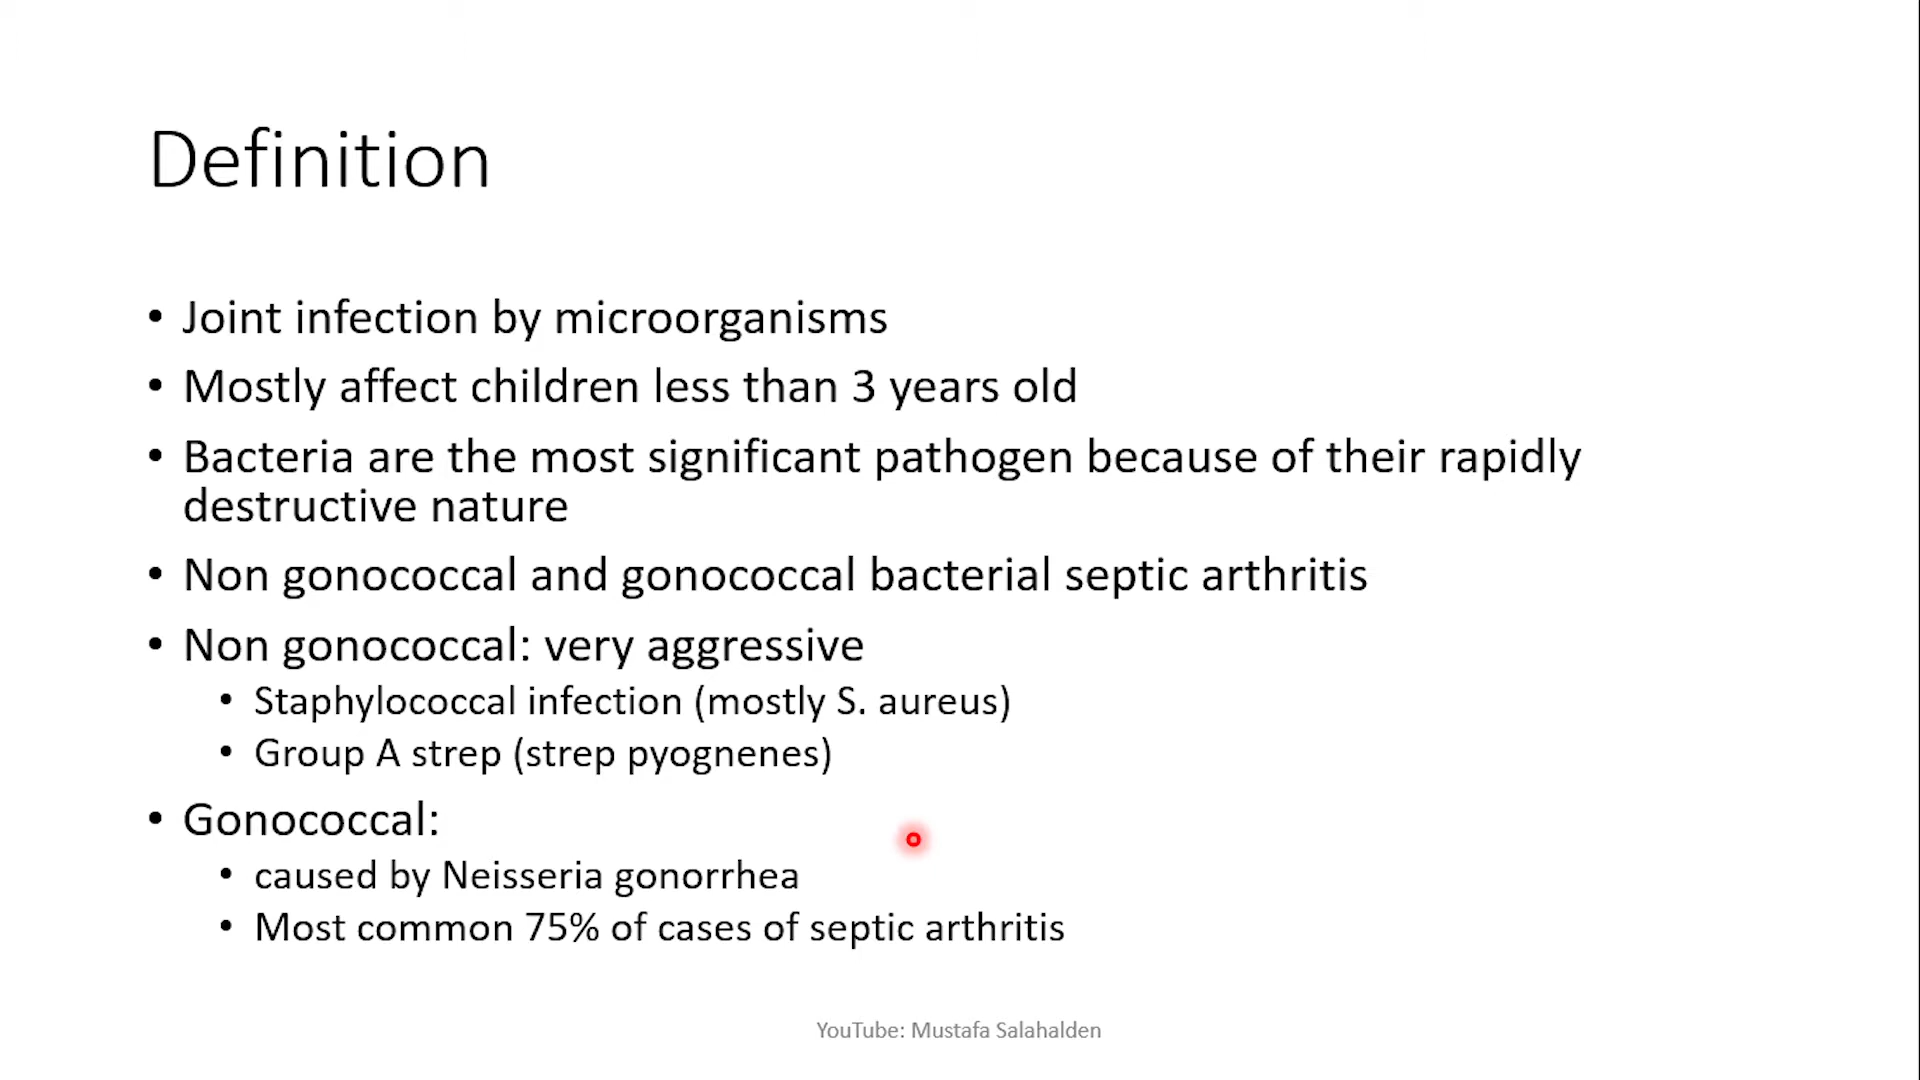 Definition
• Joint infection by microorganisms
• Mostly affect children less than 3 years old
• Bacteria are the most significant pathogen because of their rapidly
destructive nature
• Non gonococcal and gonococcal bacterial septic arthritis
• Non gonococcal: very aggressive
• Staphylococcal infection (mostly S. aureus)
• Group A strep (strep pyognenes)
• Gonococcal:
• caused by Neisseria gonorrhea
• Most common 75% of cases of septic arthritis
YouTube: Mustafa Salahalden